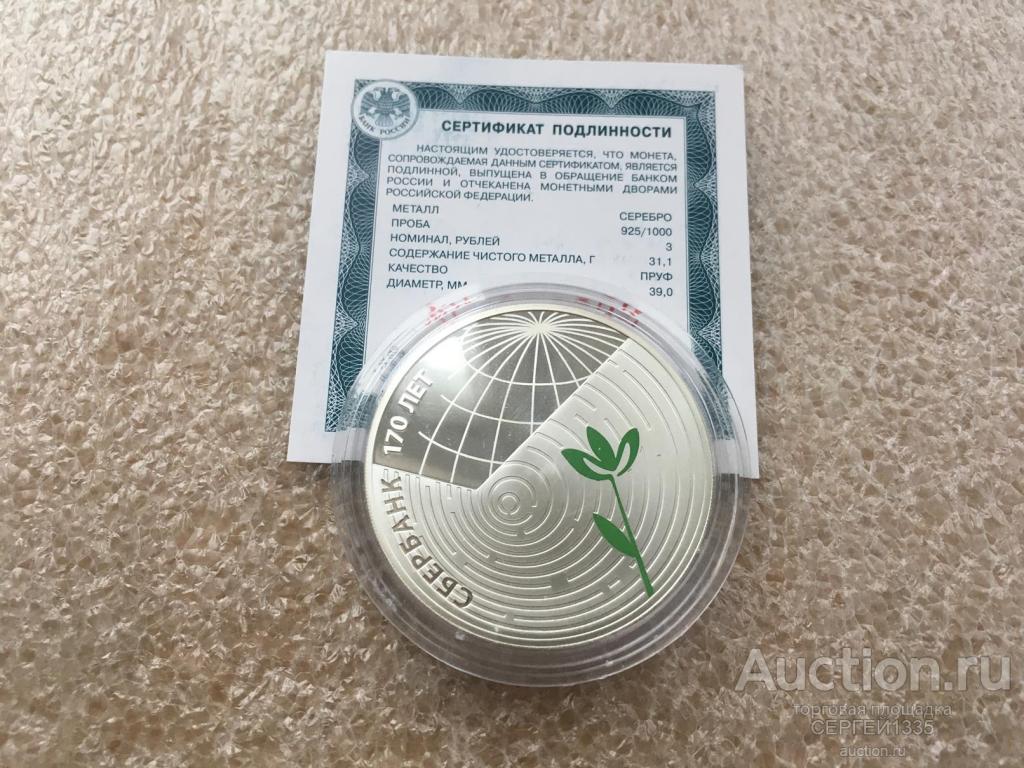 БАНК РОССИИ
СЕРТИФИКАТ ПОДЛИННОСТИ
НАСТОЯЩИМ УДОСТОВЕРЯЕТСЯ, ЧТО МОНЕТА,
СОПРОВОЖДАЕМАЯ ДАННЫМ СЕРТИФИКАТОМ, ЯВЛЯЕТСЯ
ПОДЛИННОЙ, ВЫПУЩЕНА В ОБРАЩЕНИЕ БАНКОМ
РОССИИ И ОТЧЕКАНЕНА МОНЕТНЫМИ ДВОРАМИ
РОССИЙСКОЙ ФЕДЕРАЦИИ.
МЕТАЛЛ СЕРЕБРО
ПРОБА 925/1000
НОМИНАЛ, РУБЛЕЙ 3
СОДЕРЖАНИЕ ЧИСТОГО МЕТАЛЛА, Г 31,1
КАЧЕСТВО ПРУФ
ДИАМЕТР, ММ 39,0
СБЕРБАНК 170 ЛЕТ
Auction.ru
торговая площадка
СЕРГЕЙ1335
auction.ru